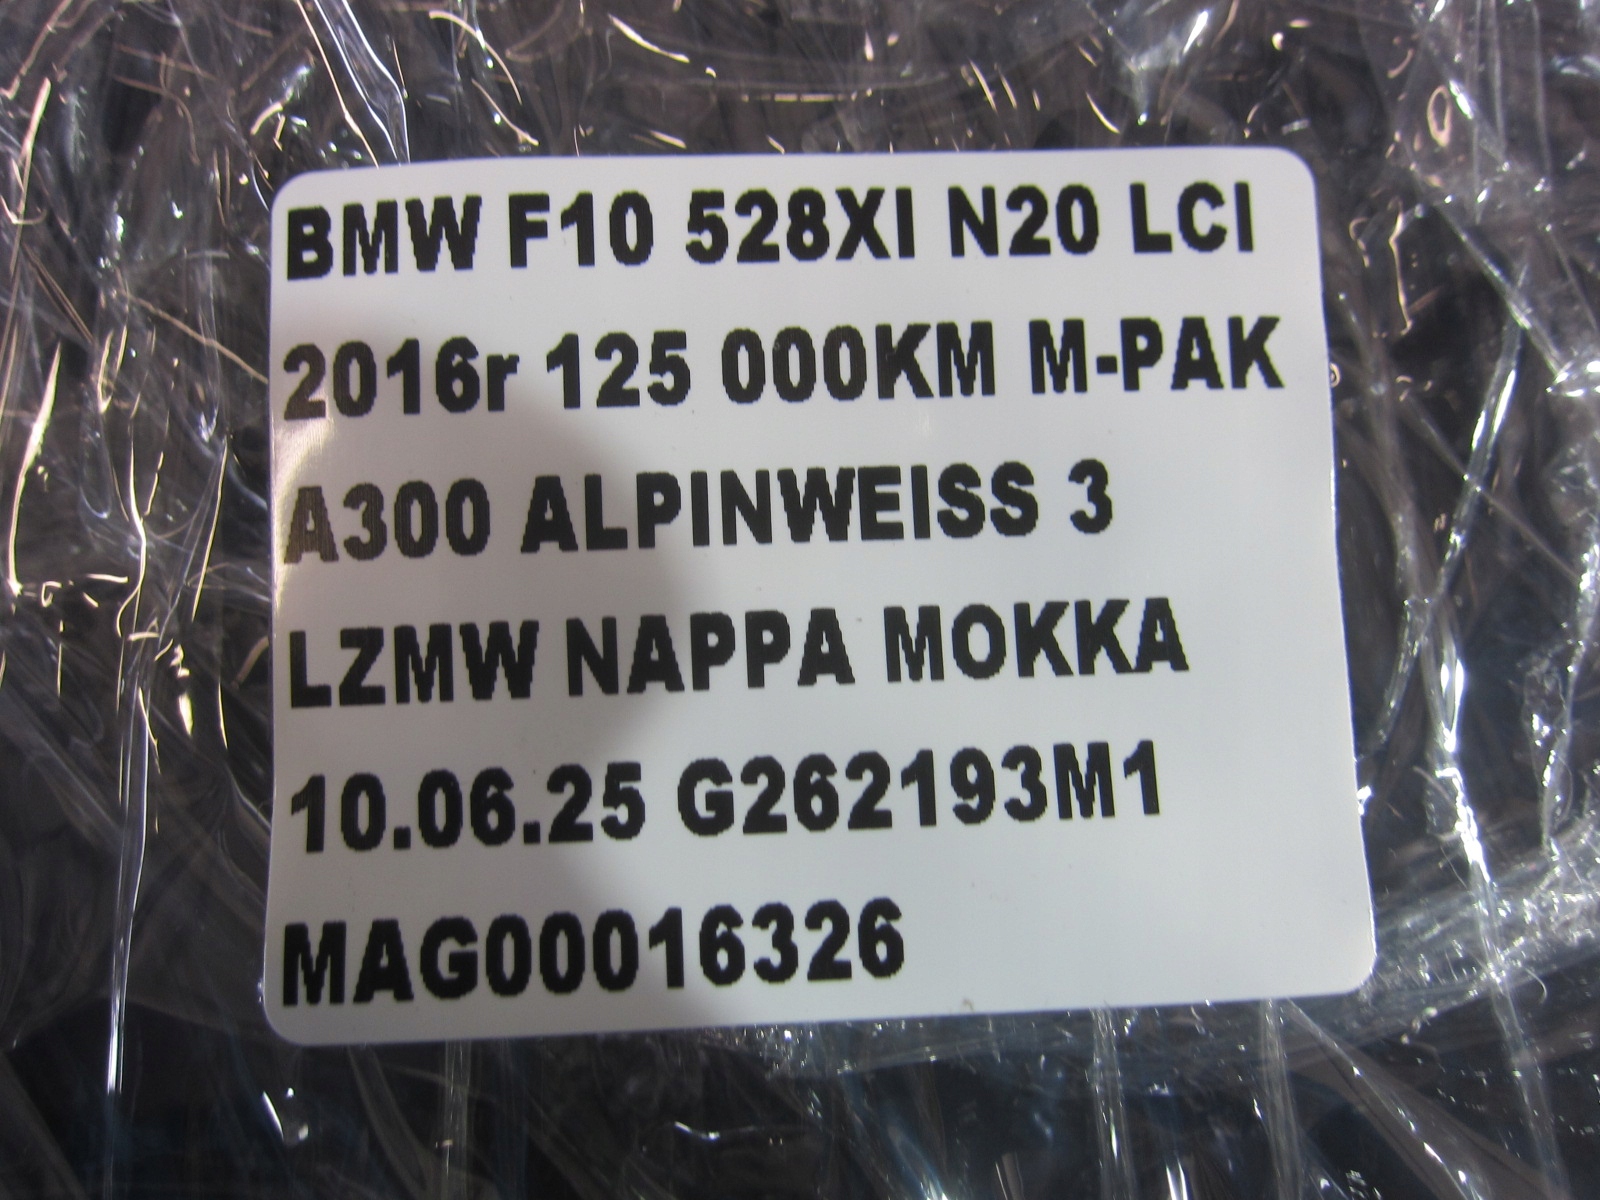 BMW F10 528XI N20 LCI
2016r 125 000KM M-PAK
A300 ALPINWEISS 3
LZMW NAPPA MOKKA
10.06.25 G262193M1
MAG00016326